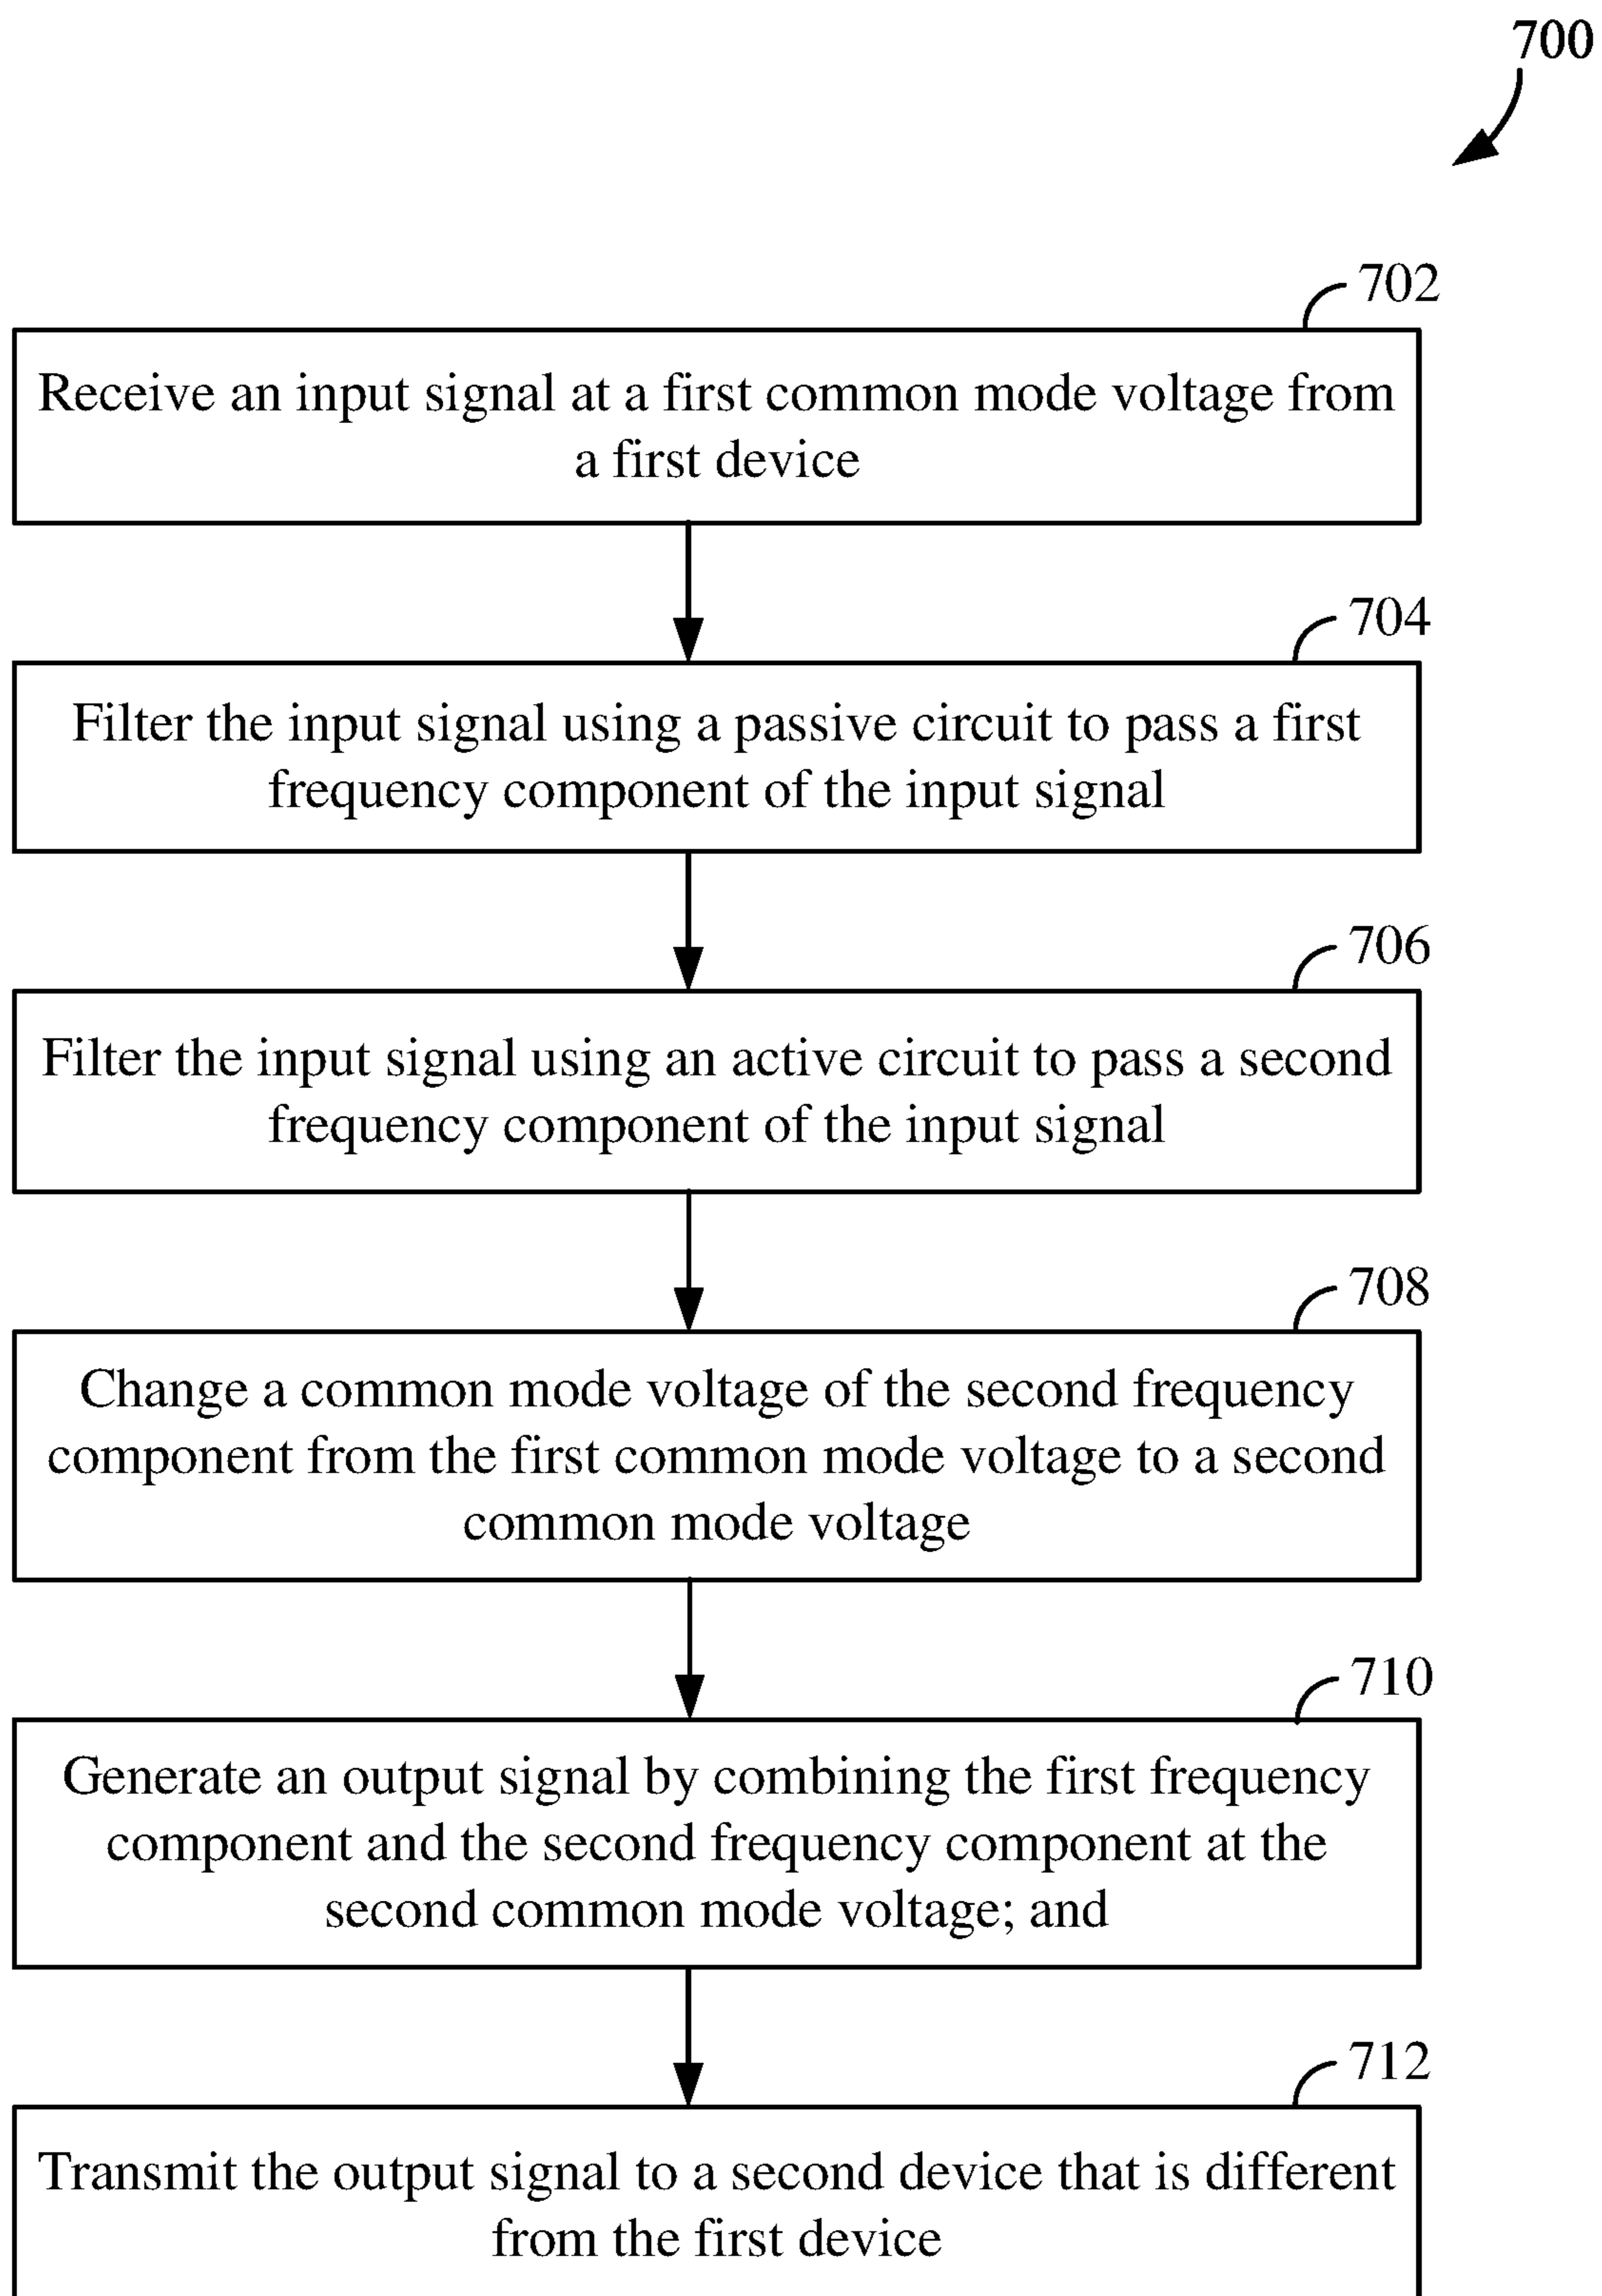 700
702
Receive an input signal at a first common mode voltage from
a first device
704
Filter the input signal using a passive circuit to pass a first
frequency component of the input signal
706
Filter the input signal using an active circuit to pass a second
frequency component of the input signal
708
Change a common mode voltage of the second frequency
component from the first common mode voltage to a second
common mode voltage
710
Generate an output signal by combining the first frequency
component and the second frequency component at the
second common mode voltage; and
712
Transmit the output signal to a second device that is different
from the first device